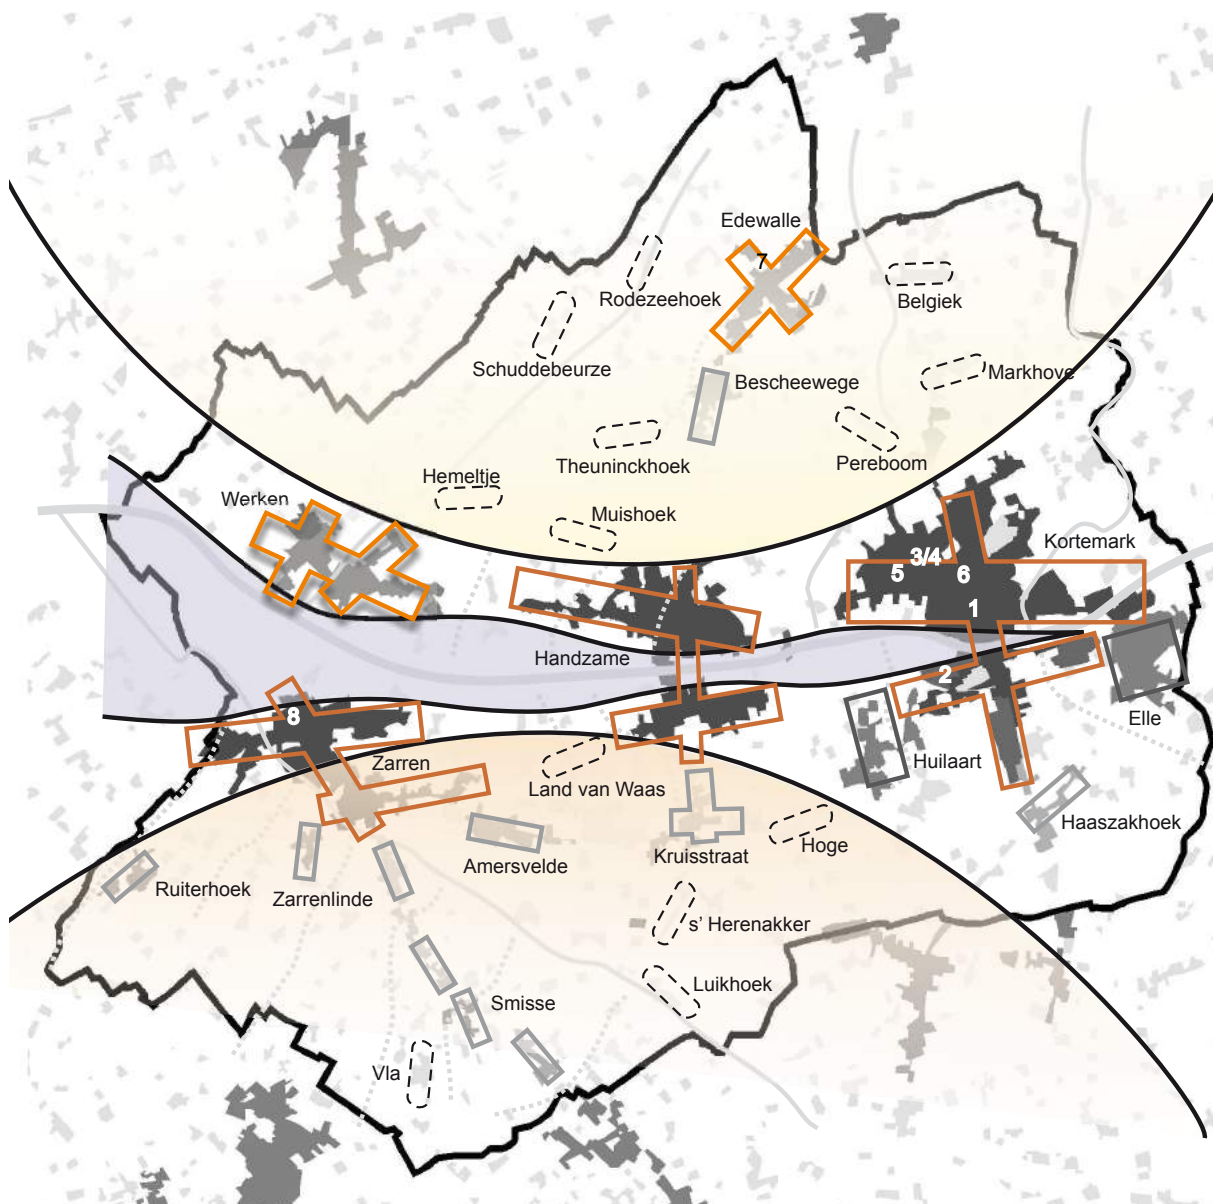 Edewalle
7
Rodezeehoek
Belgiek
Schuddebeurze
Bescheewege
Markhove
Theuninckhoek
Pereboom
Hemeltje
Werken
Muishoek
Kortemark
3/4
5
6
1
Handzame
2
8
Elle
Zarren
Huilaart
Land van Waas
Haaszakhoek
Hoge
Kruisstraat
Amersvelde
Ruiterhoek
Zarrenlinde
s' Herenakker
Luikhoek
Smisse
Vla